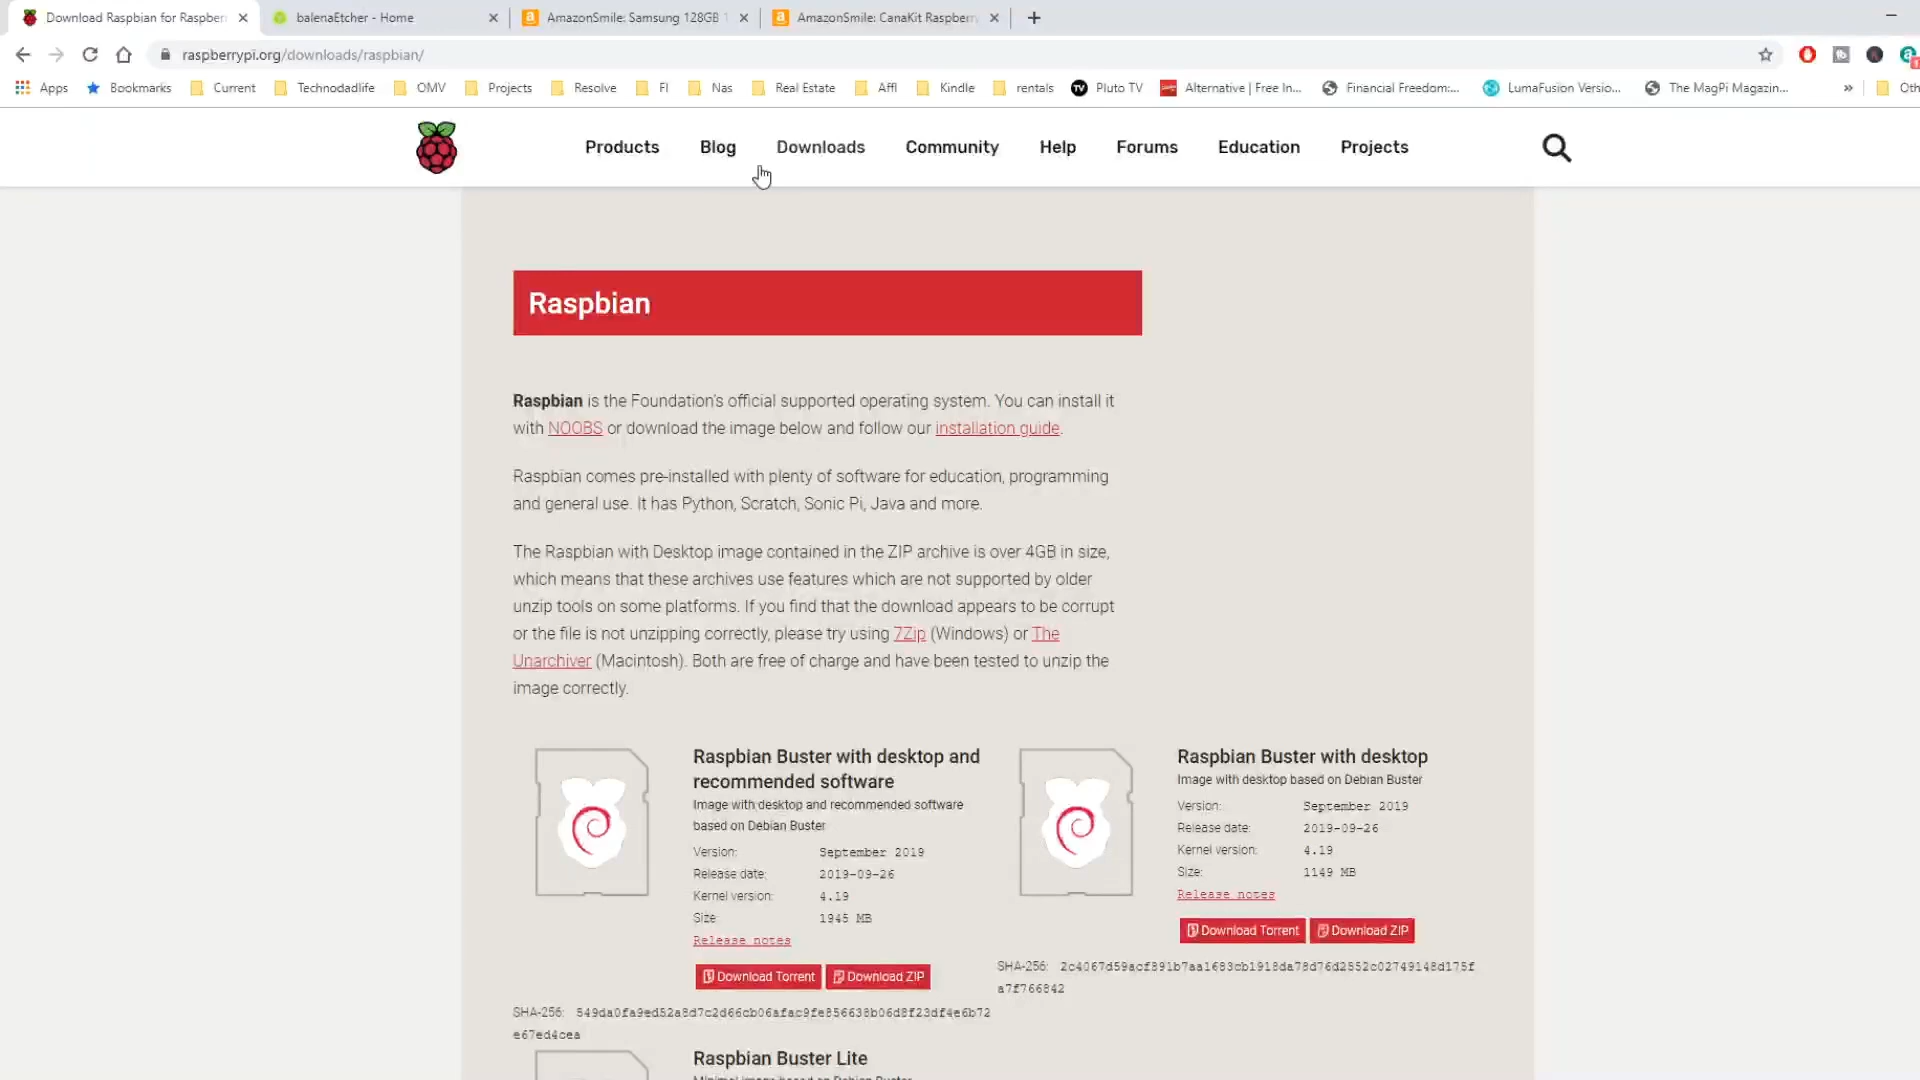 Download Raspbian for Raspber
balenaEtcher - Home
AmazonSmile: Samsung 128GB 1
AmazonSmile: CanaKit Raspberr
raspberrypi.org/downloads/raspbian/
Apps Bookmarks Current Technodadlife OMV Projects Resolve FI Nas Real Estate Affl Kindle rentals Pluto TV Alternative | Free In... Financial Freedom:... LumaFusion Versio... The MagPi Magazin... » Oth
Products Blog Downloads Community Help Forums Education Projects
Raspbian
Raspbian is the Foundation's official supported operating system. You can install it
with NOOBS or download the image below and follow our installation guide.
Raspbian comes pre-installed with plenty of software for education, programming
and general use. It has Python, Scratch, Sonic Pi, Java and more.
The Raspbian with Desktop image contained in the ZIP archive is over 4GB in size,
which means that these archives use features which are not supported by older
unzip tools on some platforms. If you find that the download appears to be corrupt
or the file is not unzipping correctly, please try using 7Zip (Windows) or The
Unarchiver (Macintosh). Both are free of charge and have been tested to unzip the
image correctly.
Raspbian Buster with desktop and
recommended software
Image with desktop and recommended software
based on Debian Buster
Version: September 2019
Release date: 2019-09-26
Kernel version: 4.19
Size: 1945 MB
Release notes
Download Torrent Download ZIP
SHA-256: 549da0fa9ed52a8d7c2d66cb06afac9fe856638b06d8f23df4e6b72
e67ed4cea
Raspbian Buster with desktop
Image with desktop based on Debian Buster
Version: September 2019
Release date: 2019-09-26
Kernel version: 4.19
Size: 1149 MB
Release notes
Download Torrent Download ZIP
SHA-256: 2c4067d59acf891b7aa1683cb1918da78d76d2552c02749148d175f
a7f766842
Raspbian Buster Lite
Minimal image based on Debian Buster